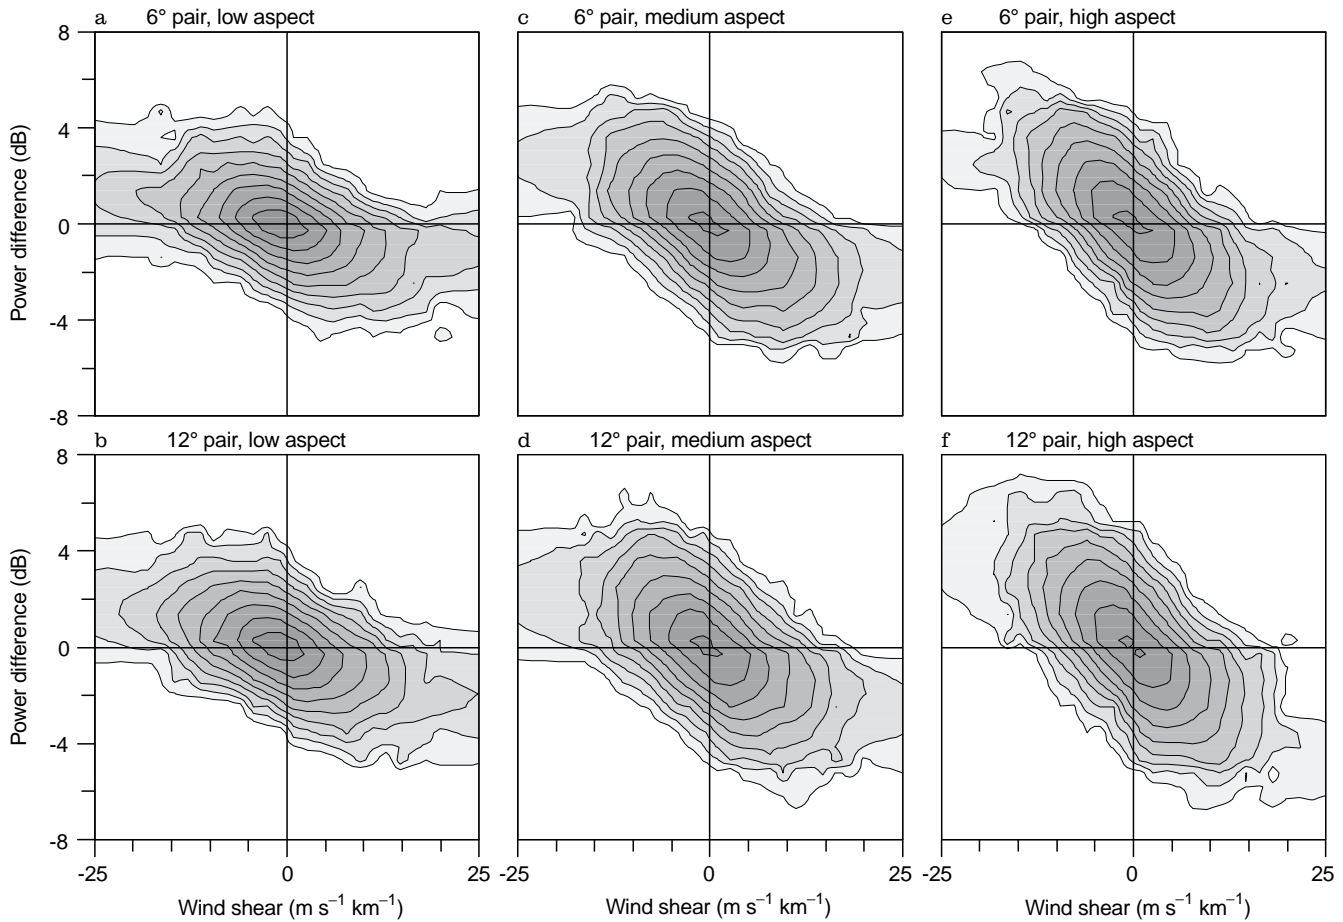 a 6° pair, low aspect
c 6° pair, medium aspect
e 6° pair, high aspect
8
4
0
-4
-8
Power difference (dB)
b 12° pair, low aspect
d 12° pair, medium aspect
f 12° pair, high aspect
8
4
0
-4
-8
Power difference (dB)
-25 0 25
-25 0 25
-25 0 25
Wind shear (m s⁻¹ km⁻¹)
Wind shear (m s⁻¹ km⁻¹)
Wind shear (m s⁻¹ km⁻¹)